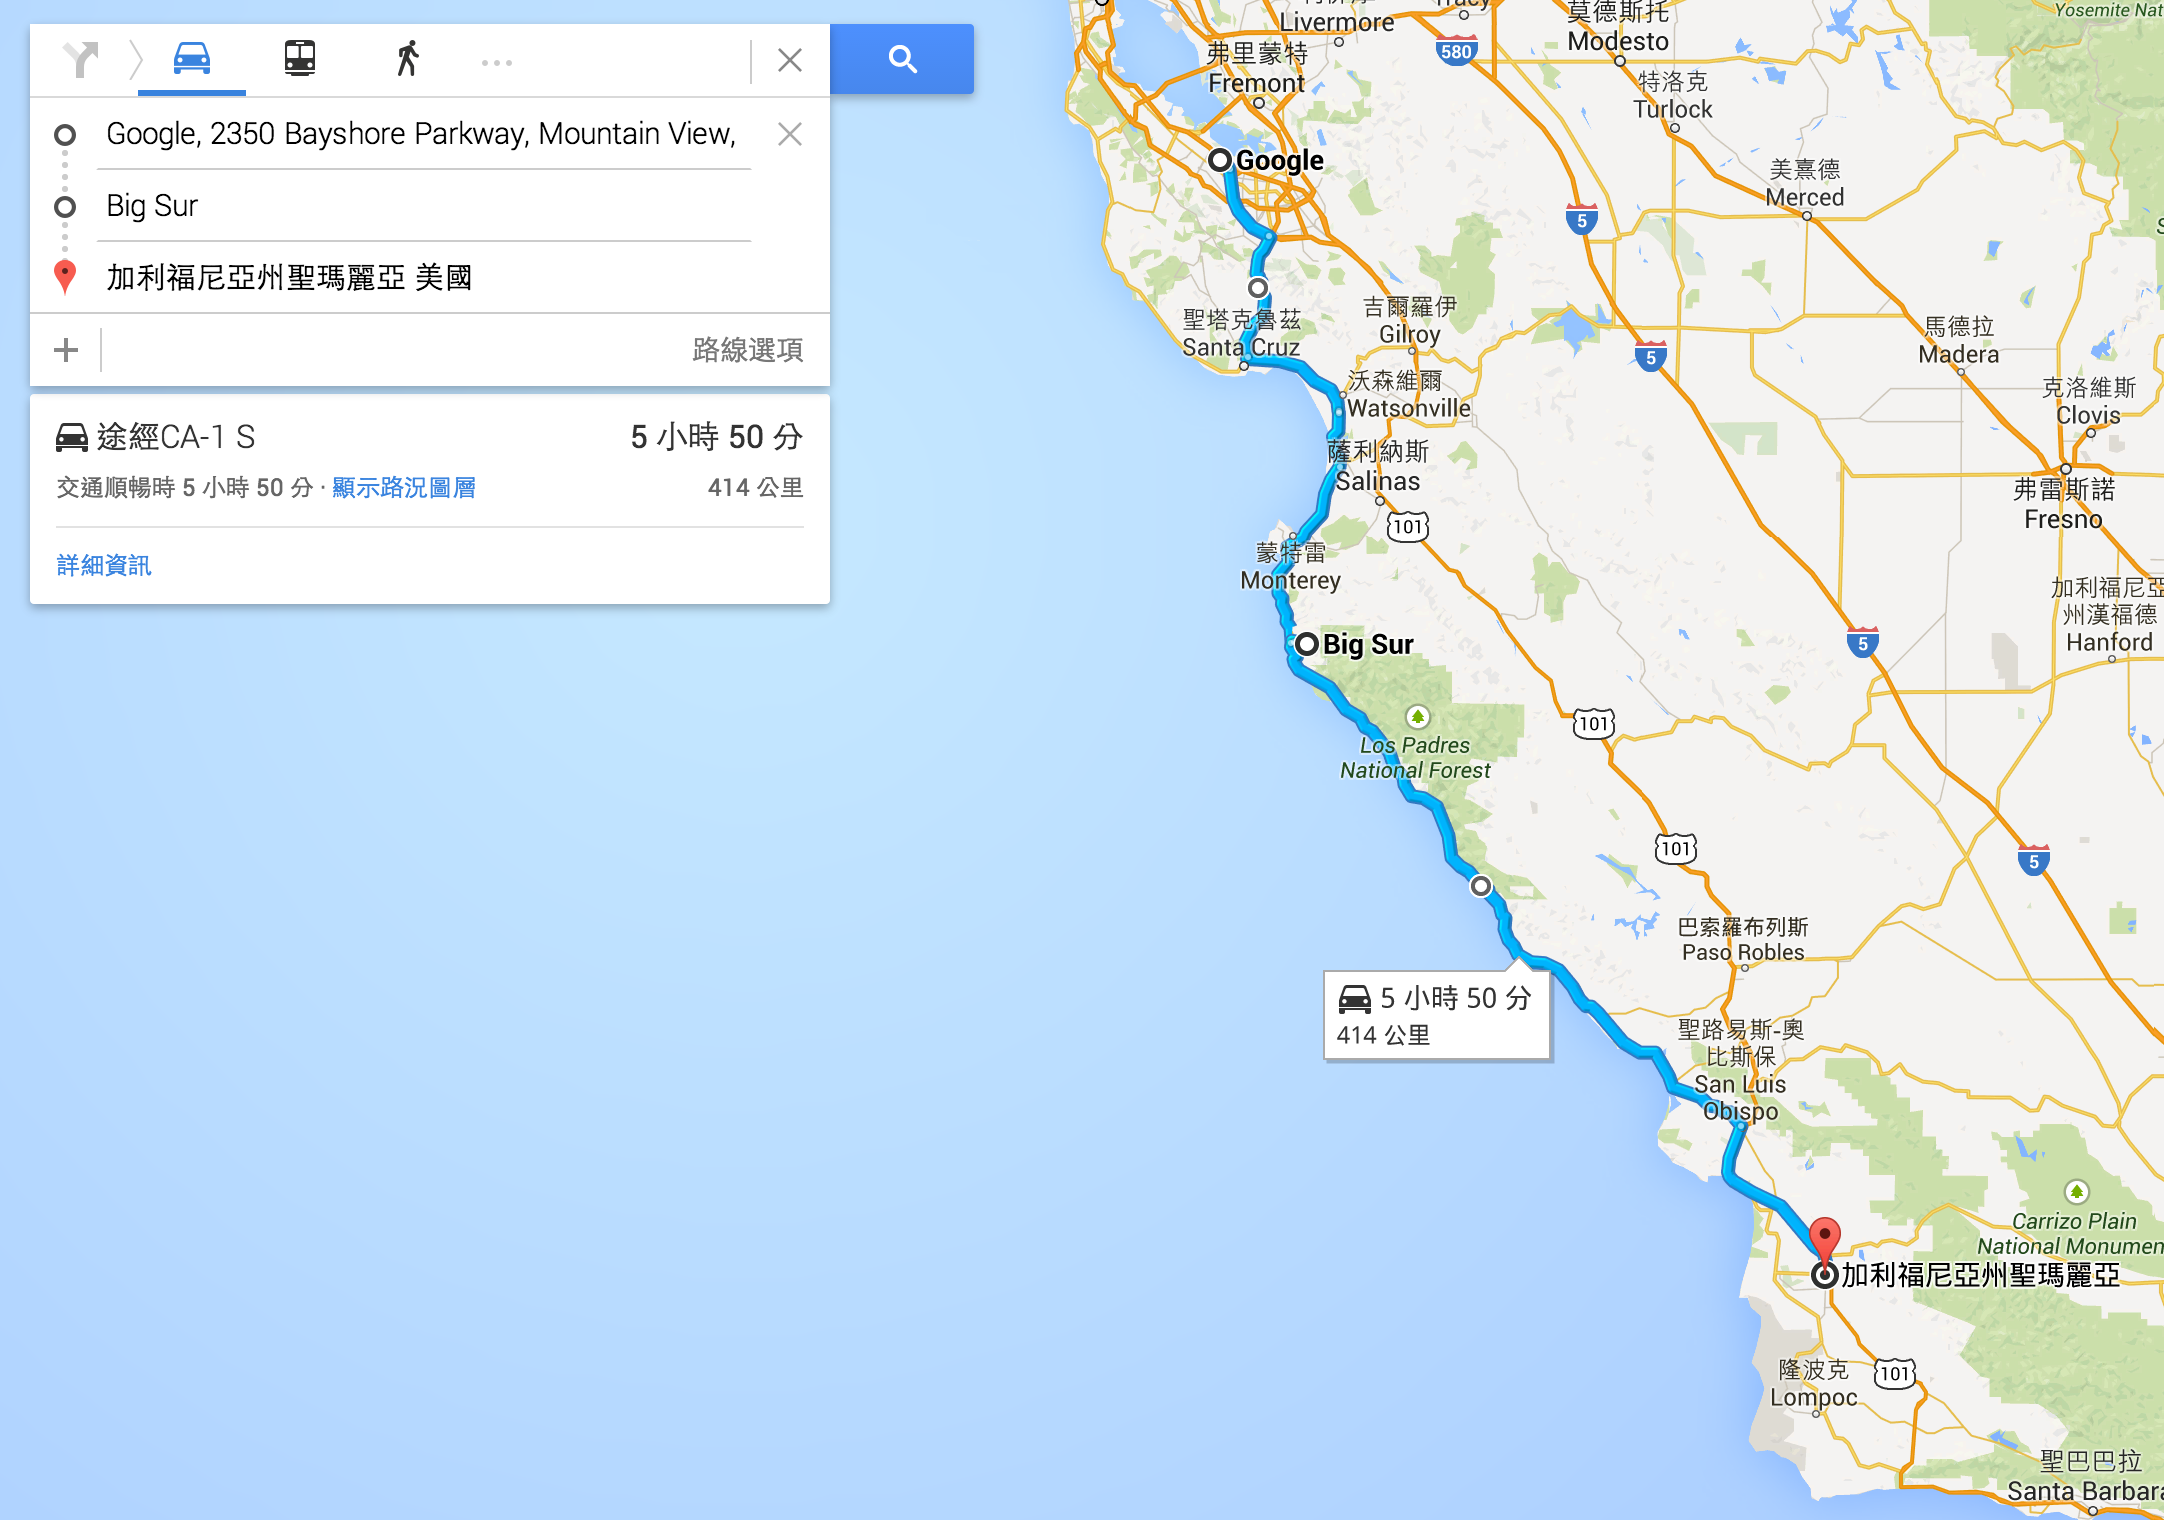 Google, 2350 Bayshore Parkway, Mountain View,
Big Sur
加利福尼亞州聖瑪麗亞 美國
路線選項
途經CA-1 S
5 小時 50 分
交通順暢時 5 小時 50 分 · 顯示路況圖層
414 公里
詳細資訊
Livermore
莫德斯托
Modesto
Yosemite Nat
580
弗里蒙特
Fremont
特洛克
Turlock
Google
美熹德
Merced
5
聖塔克魯茲
Santa Cruz
吉爾羅伊
Gilroy
5
馬德拉
Madera
沃森維爾
Watsonville
克洛維斯
Clovis
薩利納斯
Salinas
弗雷斯諾
Fresno
101
蒙特雷
Monterey
加利福尼亞
州漢福德
Hanford
Big Sur
5
101
Los Padres
National Forest
101
5
巴索羅布列斯
Paso Robles
5 小時 50 分
414 公里
聖路易斯-奧
比斯保
San Luis
Obispo
Carrizo Plain
National Monumen
加利福尼亞州聖瑪麗亞
隆波克
Lompoc
101
聖巴巴拉
Santa Barbara